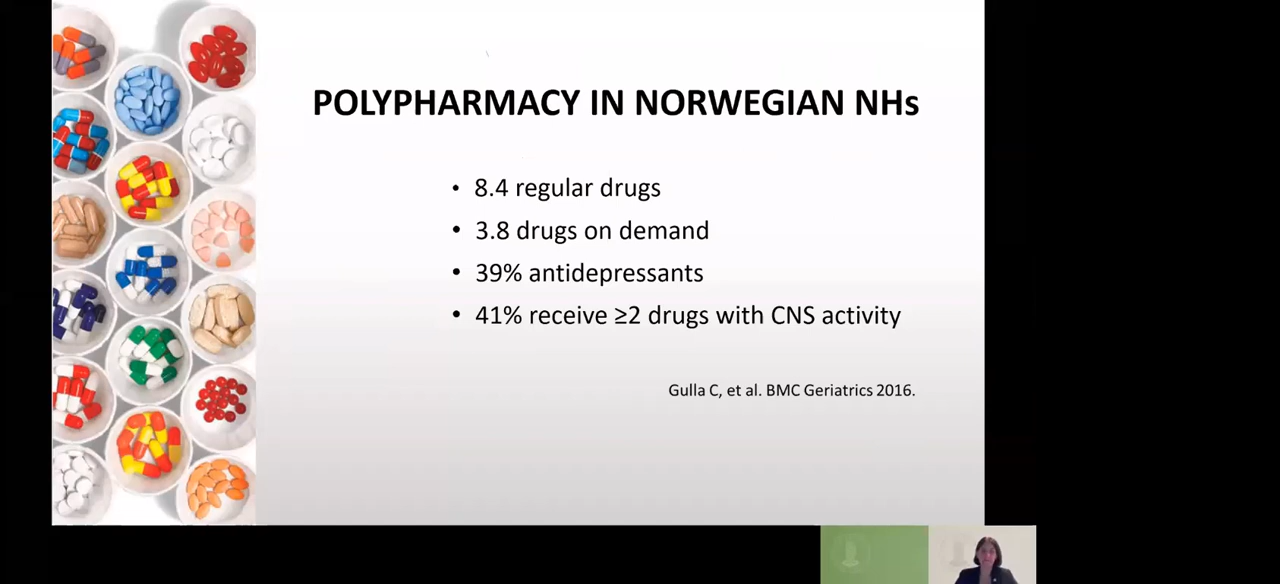 POLYPHARMACY IN NORWEGIAN NHs
• 8.4 regular drugs
• 3.8 drugs on demand
• 39% antidepressants
• 41% receive ≥2 drugs with CNS activity
Gulla C, et al. BMC Geriatrics 2016.